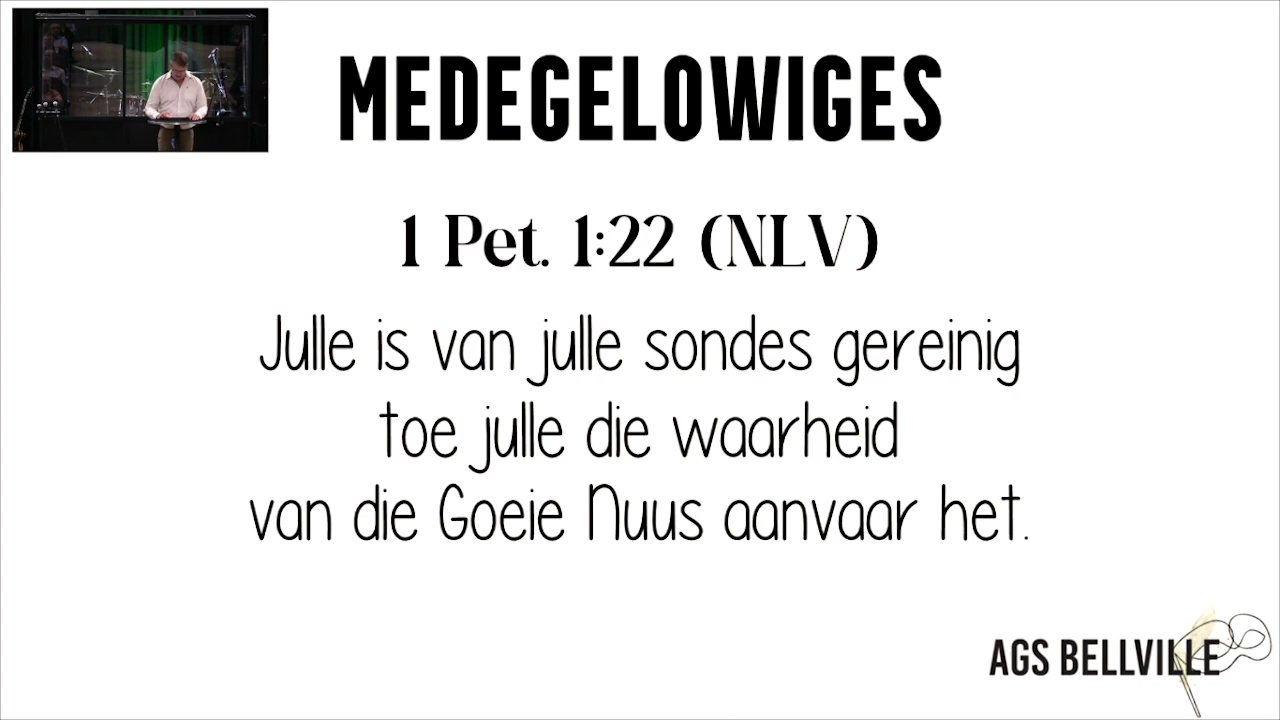 MEDEGELOWIGES
1 Pet. 1:22 (NLV)
Julle is van julle sondes gereinig
toe julle die waarheid
van die Goeie Nuus aanvaar het.
AGS BELLVILLE